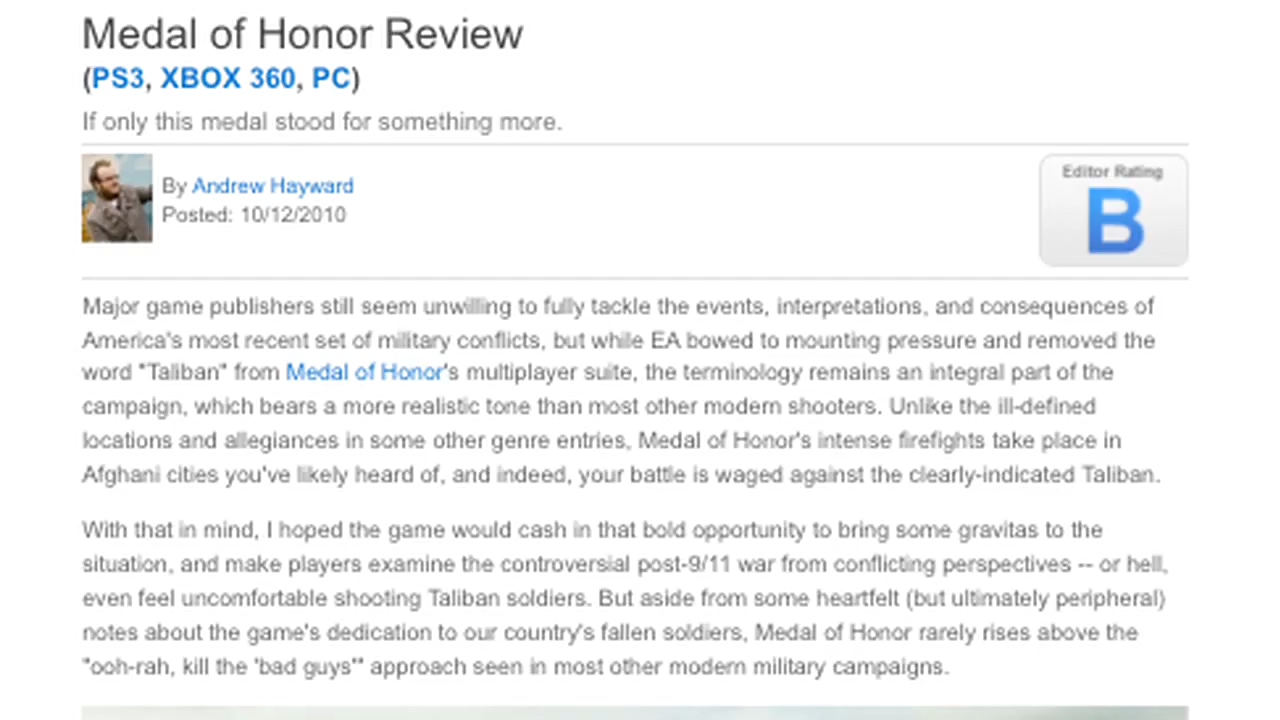 Medal of Honor Review
(PS3, XBOX 360, PC)
If only this medal stood for something more.
By Andrew Hayward
Posted: 10/12/2010
Editor Rating
B
Major game publishers still seem unwilling to fully tackle the events, interpretations, and consequences of
America's most recent set of military conflicts, but while EA bowed to mounting pressure and removed the
word "Taliban" from Medal of Honor's multiplayer suite, the terminology remains an integral part of the
campaign, which bears a more realistic tone than most other modern shooters. Unlike the ill-defined
locations and allegiances in some other genre entries, Medal of Honor's intense firefights take place in
Afghani cities you've likely heard of, and indeed, your battle is waged against the clearly-indicated Taliban.
With that in mind, I hoped the game would cash in that bold opportunity to bring some gravitas to the
situation, and make players examine the controversial post-9/11 war from conflicting perspectives -- or hell,
even feel uncomfortable shooting Taliban soldiers. But aside from some heartfelt (but ultimately peripheral)
notes about the game's dedication to our country's fallen soldiers, Medal of Honor rarely rises above the
"ooh-rah, kill the 'bad guys'" approach seen in most other modern military campaigns.